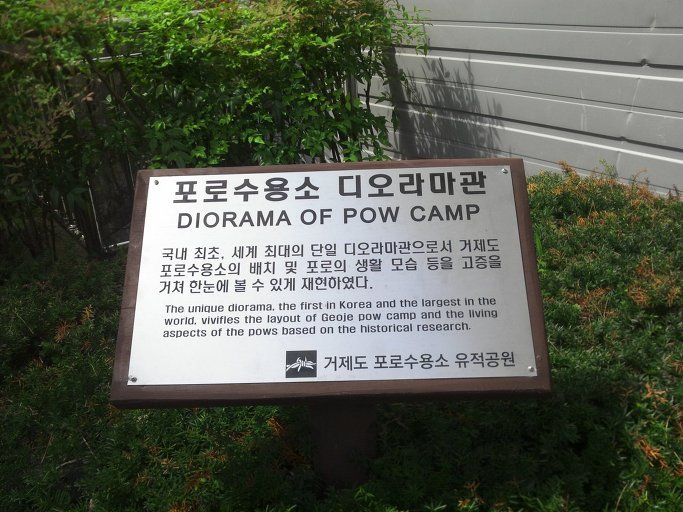 포로수용소 디오라마관
DIORAMA OF POW CAMP
국내 최초, 세계 최대의 단일 디오라마관으로서 거제도
포로수용소의 배치 및 포로의 생활 모습 등을 고증을
거쳐 한눈에 볼 수 있게 재현하였다.
The unique diorama, the first in Korea and the largest in the
world, vivifies the layout of Geoje pow camp and the living
aspects of the pows based on the historical research.
거제도 포로수용소 유적공원